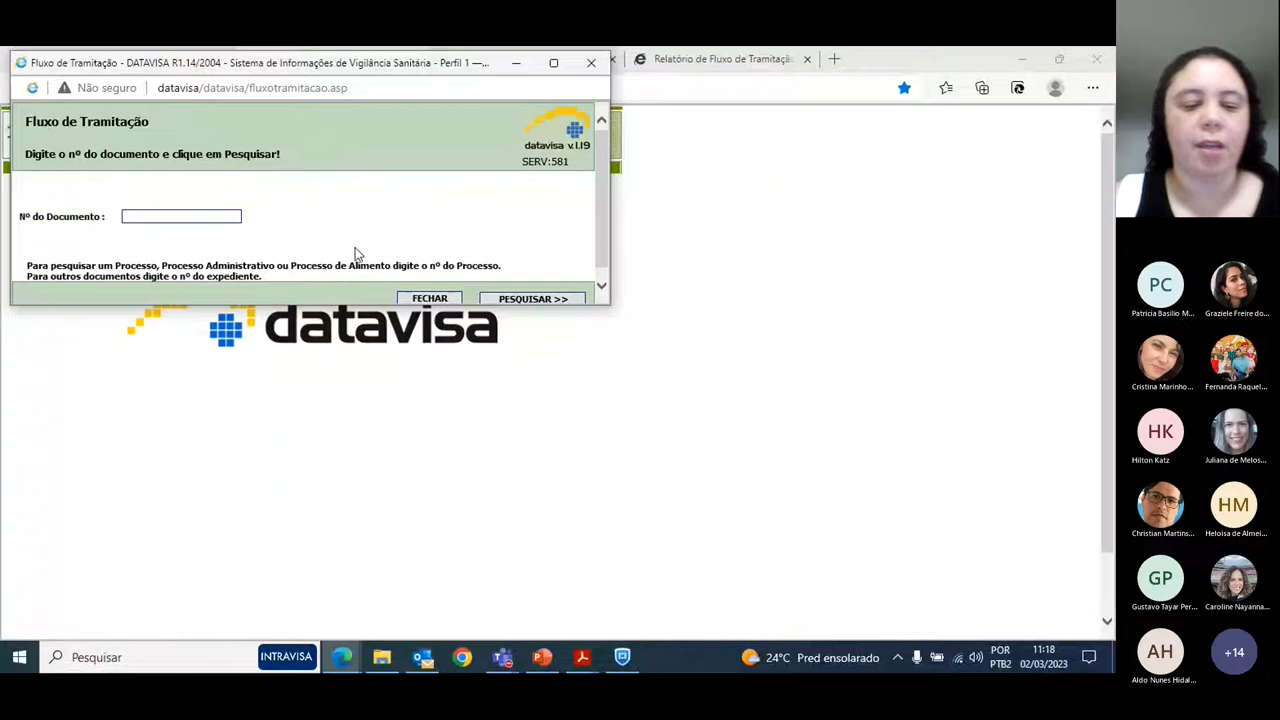 Fluxo de Tramitação - DATAVISA R1.14/2004 - Sistema de Informações de Vigilância Sanitária - Perfil 1 —...
Relatório de Fluxo de Tramitaçã
Não seguro
datavisa/datavisa/fluxotramitacao.asp
Fluxo de Tramitação
Digite o nº do documento e clique em Pesquisar!
datavisa v.1.19
SERV:581
Nº do Documento :
Para pesquisar um Processo, Processo Administrativo ou Processo de Alimento digite o nº do Processo.
Para outros documentos digite o nº do expediente.
FECHAR
PESQUISAR >>
datavisa
PC
Patricia Basilio M...
Graziele Freire do...
Cristina Marinho...
Fernanda Raquel...
HK
Hilton Katz
Juliana de Melos...
Christian Martins...
HM
Heloisa de Almei...
GP
Gustavo Tayar Per...
Caroline Nayanna...
AH
Aldo Nunes Hidal...
+14
Pesquisar
INTRAVISA
24°C Pred ensolarado
POR
PTB2
11:18
02/03/2023